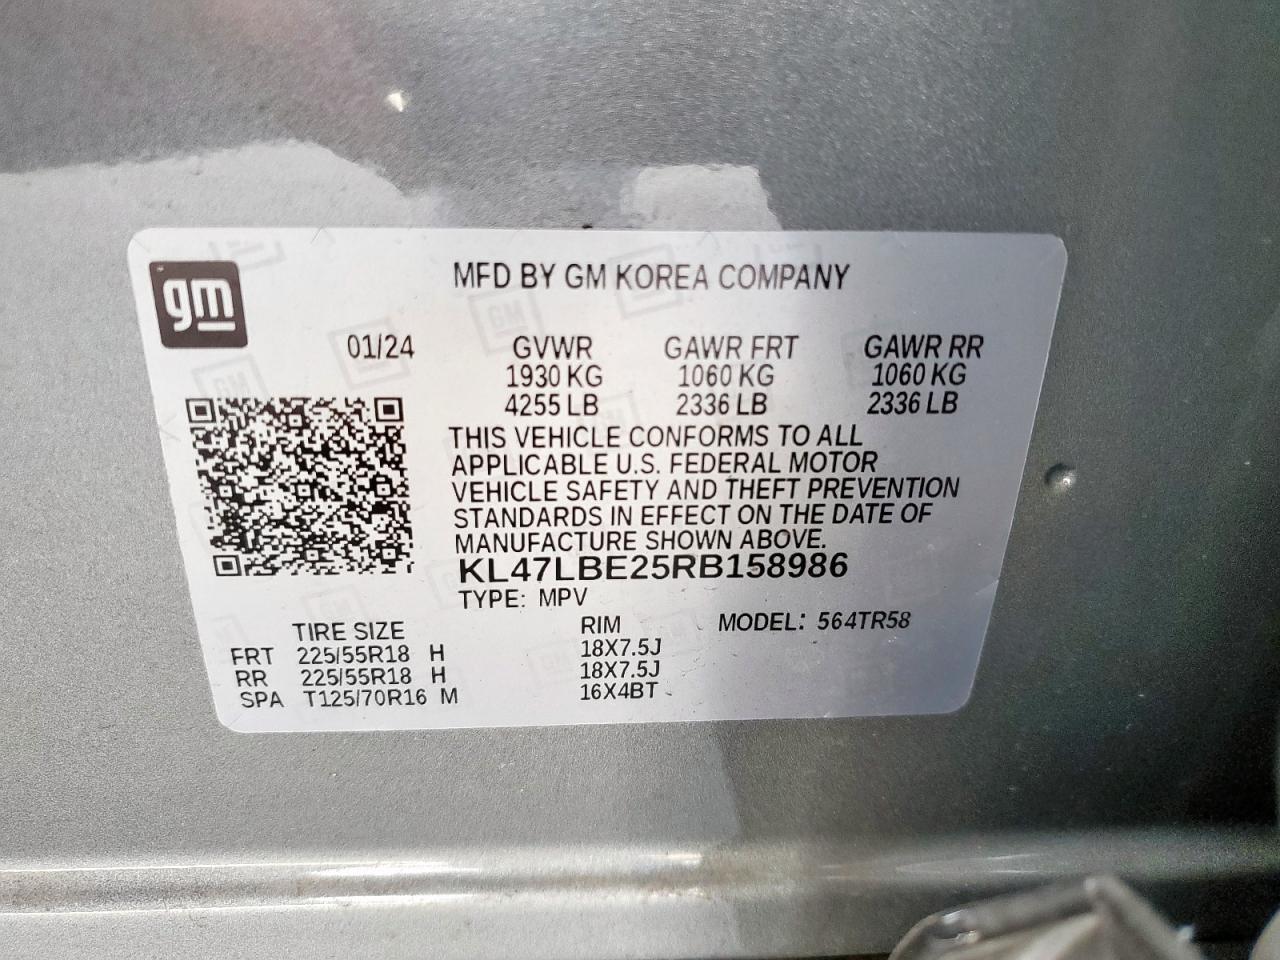 gm
MFD BY GM KOREA COMPANY
01/24 GVWR GAWR FRT GAWR RR
1930 KG 1060 KG 1060 KG
4255 LB 2336 LB 2336 LB
THIS VEHICLE CONFORMS TO ALL
APPLICABLE U.S. FEDERAL MOTOR
VEHICLE SAFETY AND THEFT PREVENTION
STANDARDS IN EFFECT ON THE DATE OF
MANUFACTURE SHOWN ABOVE.
KL47LBE25RB158986
TYPE: MPV
TIRE SIZE RIM MODEL: 564TR58
FRT 225/55R18 H 18X7.5J
RR 225/55R18 H 18X7.5J
SPA T125/70R16 M 16X4BT